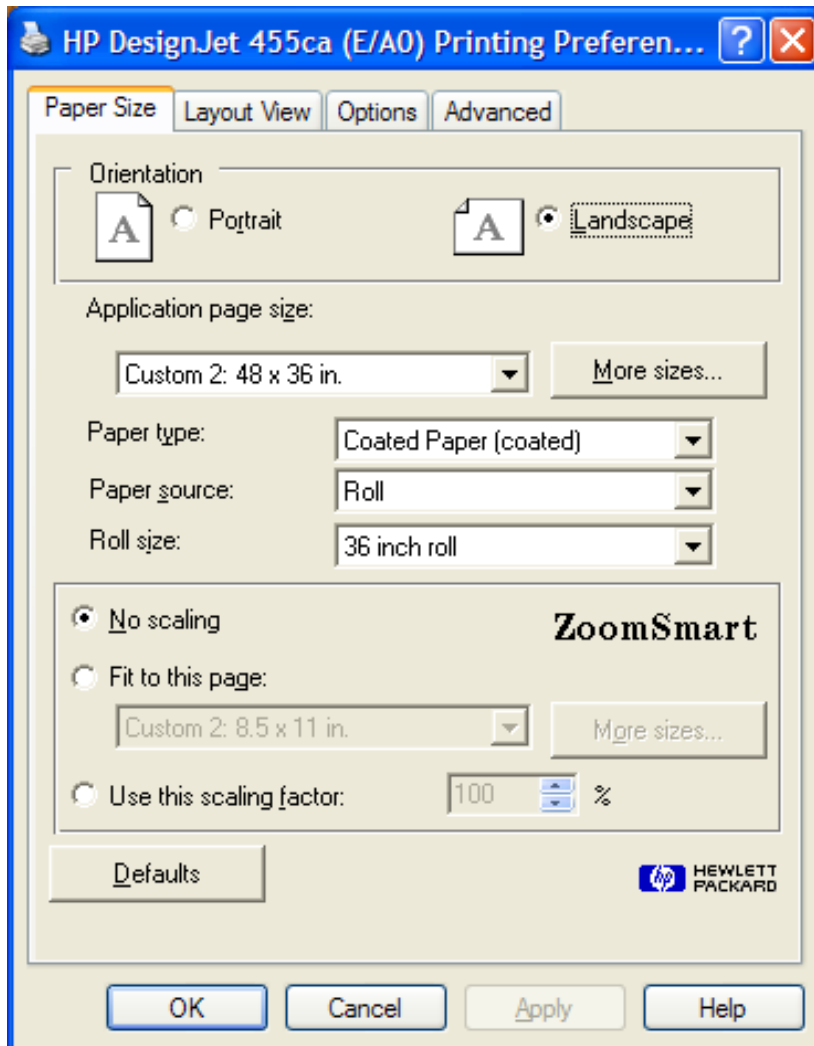 HP DesignJet 455ca (E/A0) Printing Preferen... ?
Paper Size Layout View Options Advanced
Orientation
A Portrait A Landscape
Application page size:
Custom 2: 48 x 36 in. More sizes...
Paper type: Coated Paper (coated)
Paper source: Roll
Roll size: 36 inch roll
No scaling ZoomSmart
Fit to this page:
Custom 2: 8.5 x 11 in. More sizes...
Use this scaling factor: 100 %
Defaults hp HEWLETT
PACKARD
OK Cancel Apply Help